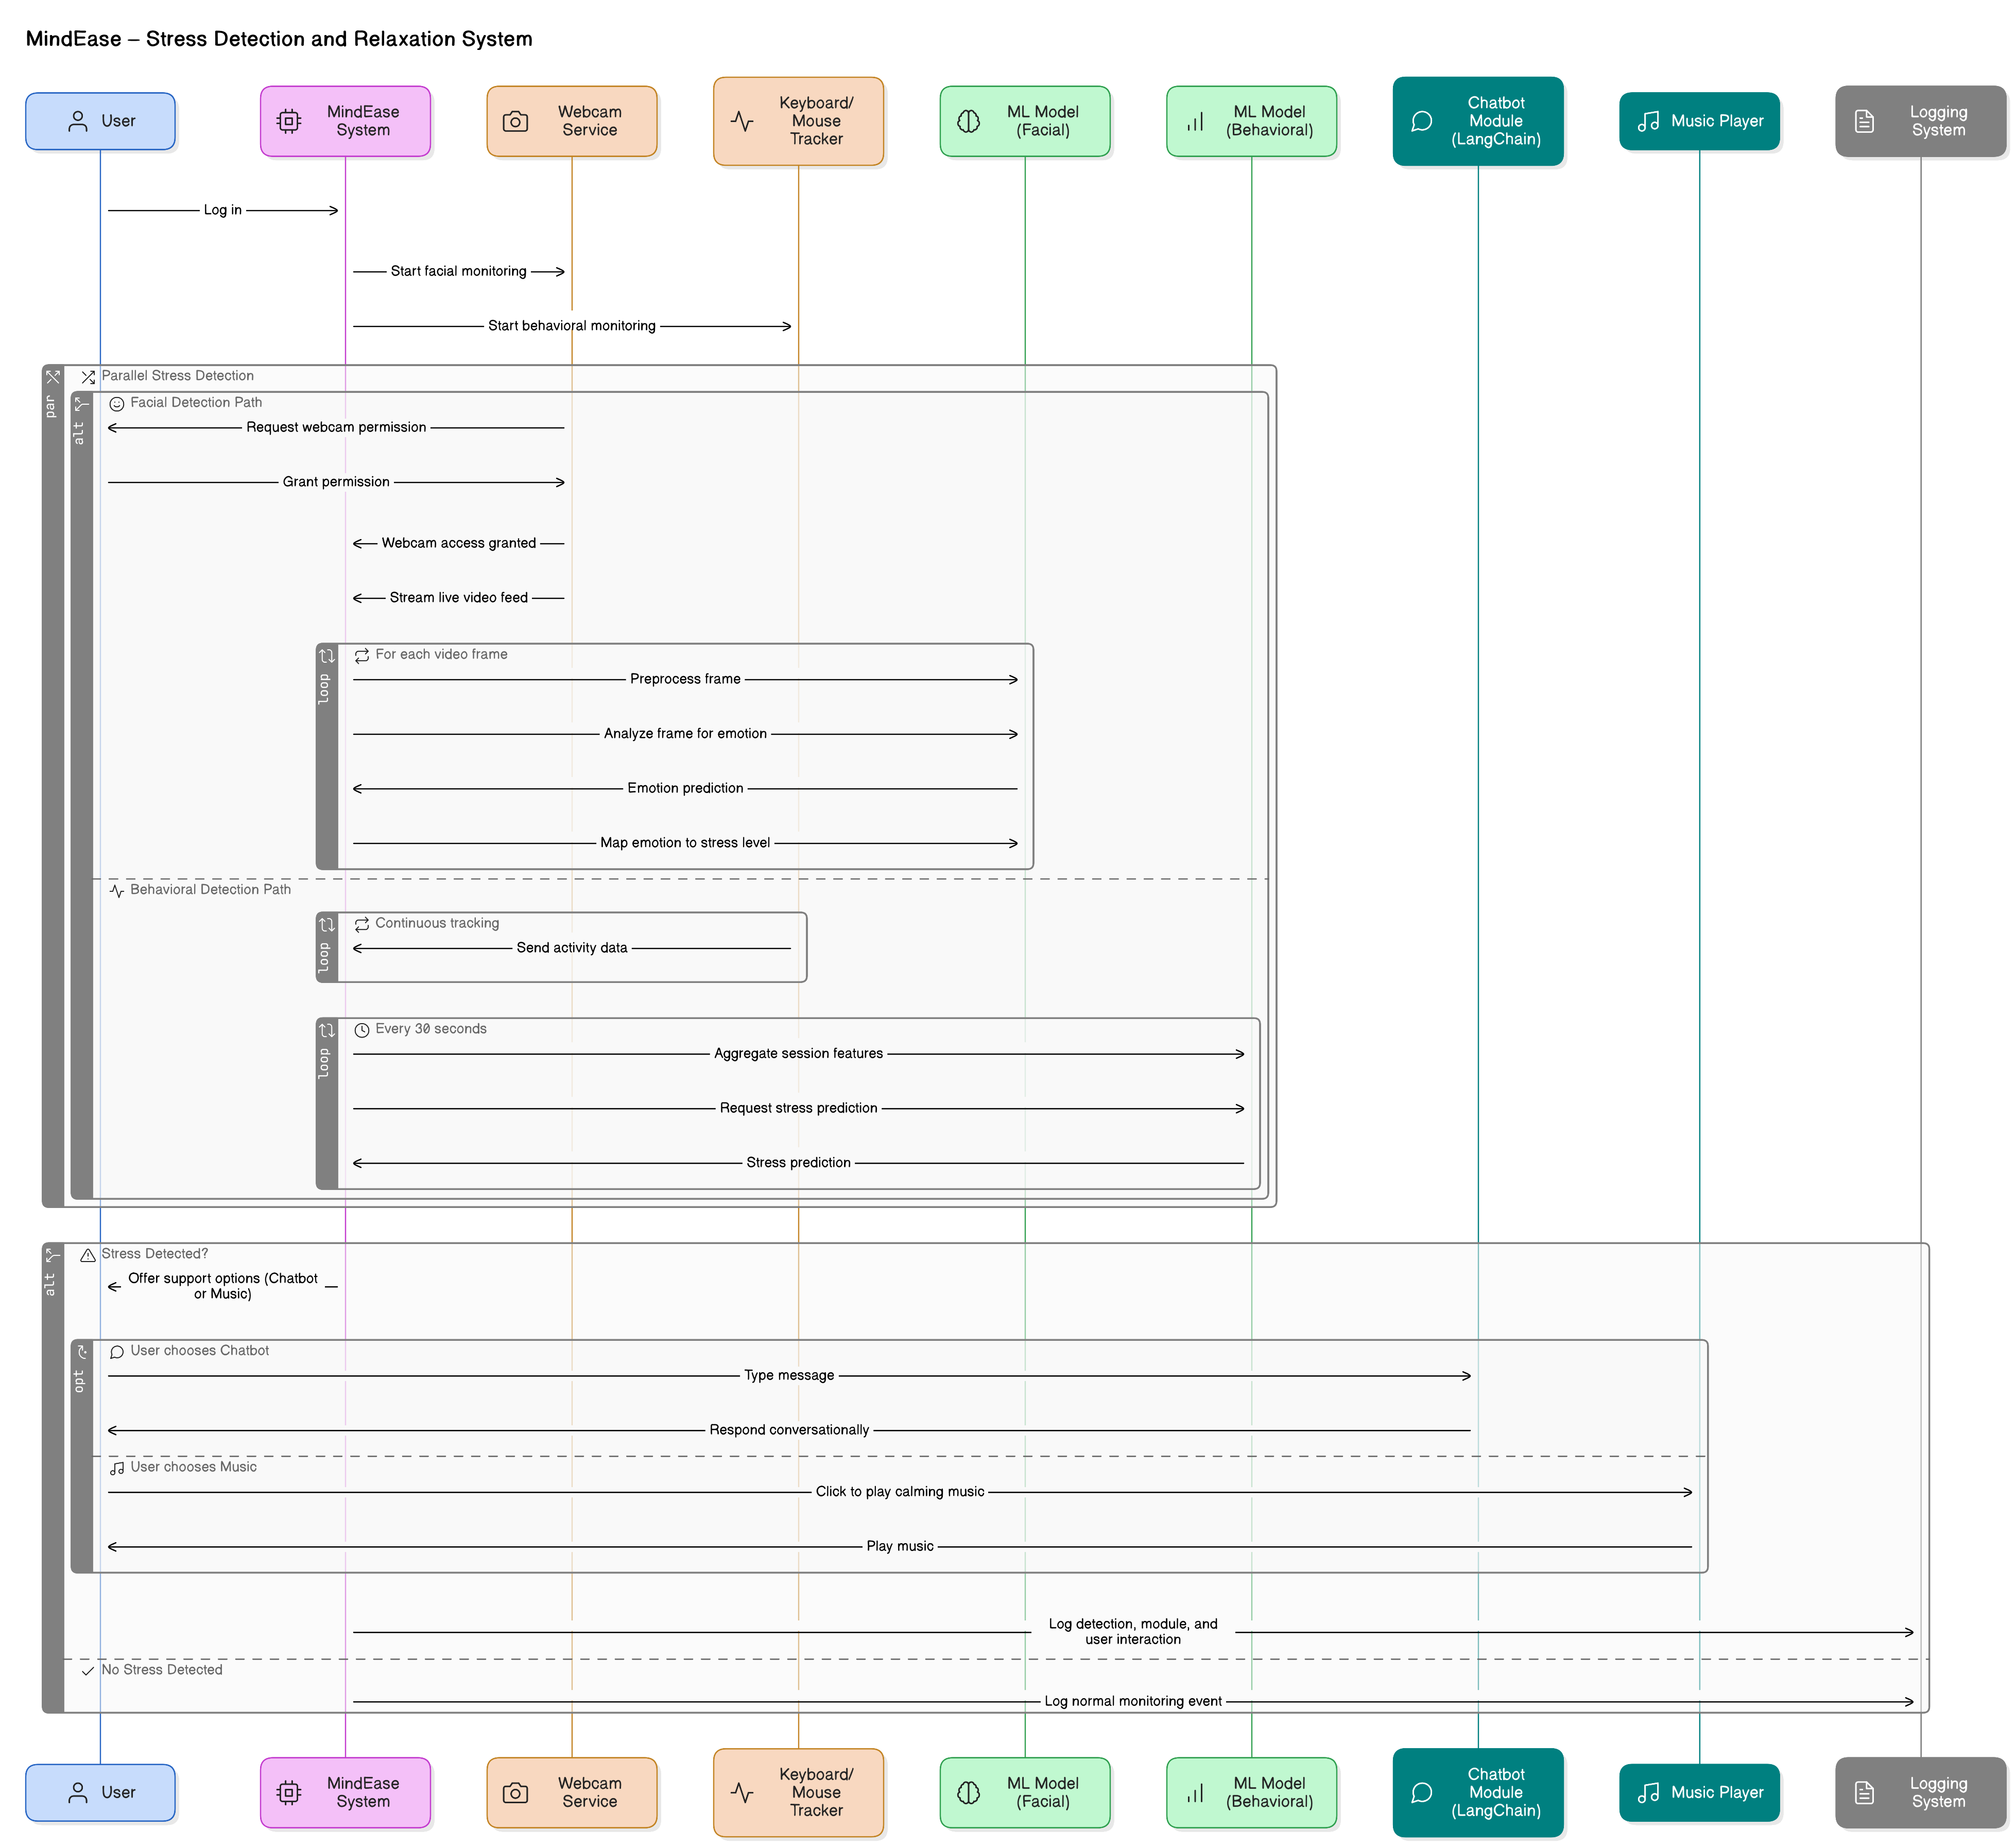 MindEase – Stress Detection and Relaxation System
User
MindEase
System
Webcam
Service
Keyboard/
Mouse
Tracker
ML Model
(Facial)
ML Model
(Behavioral)
Chatbot
Module
(LangChain)
Music Player
Logging
System
Log in
Start facial monitoring
Start behavioral monitoring
par
Parallel Stress Detection
alt
Facial Detection Path
Request webcam permission
Grant permission
Webcam access granted
Stream live video feed
loop
For each video frame
Preprocess frame
Analyze frame for emotion
Emotion prediction
Map emotion to stress level
Behavioral Detection Path
loop
Continuous tracking
Send activity data
loop
Every 30 seconds
Aggregate session features
Request stress prediction
Stress prediction
alt
Stress Detected?
Offer support options (Chatbot
or Music)
opt
User chooses Chatbot
Type message
Respond conversationally
User chooses Music
Click to play calming music
Play music
Log detection, module, and
user interaction
No Stress Detected
Log normal monitoring event
User
MindEase
System
Webcam
Service
Keyboard/
Mouse
Tracker
ML Model
(Facial)
ML Model
(Behavioral)
Chatbot
Module
(LangChain)
Music Player
Logging
System